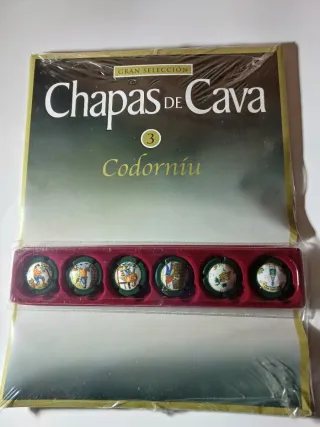 GRAN SELECCIÓN
Chapas DE Cava
3
Codorníu